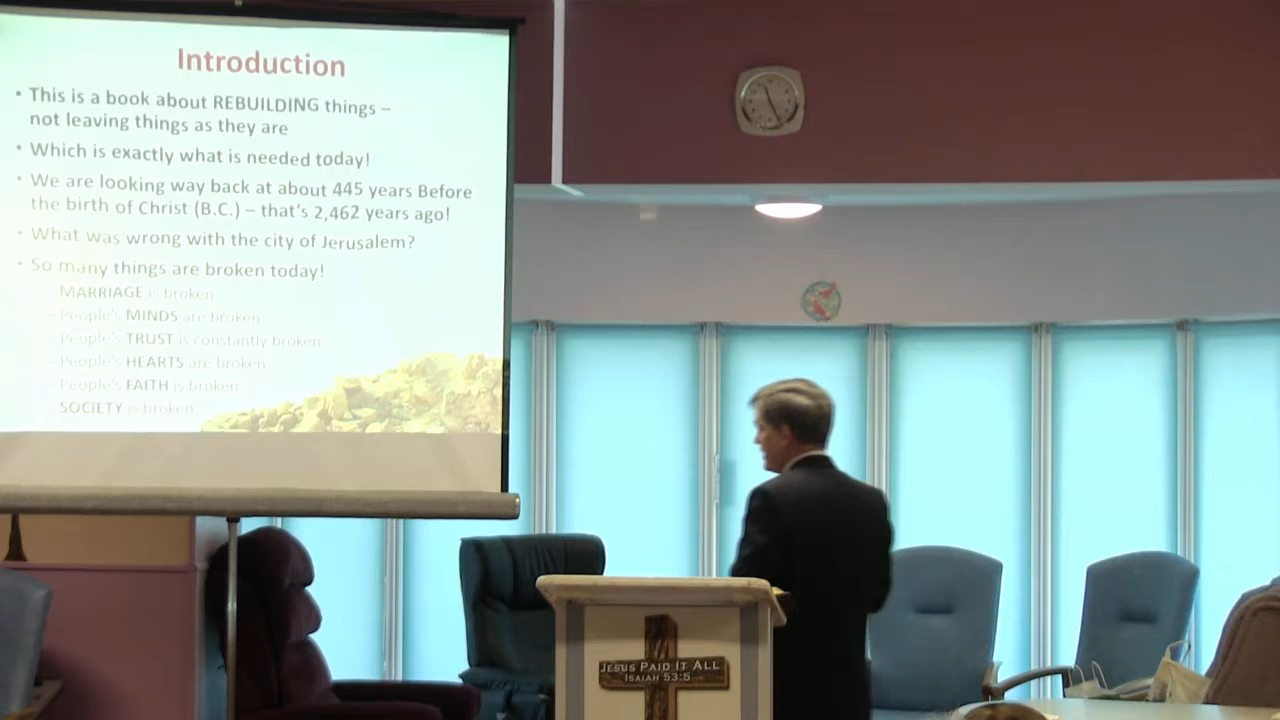 Introduction
• This is a book about REBUILDING things –
not leaving things as they are
• Which is exactly what is needed today!
• We are looking way back at about 445 years Before
the birth of Christ (B.C.) – that's 2,462 years ago!
• What was wrong with the city of Jerusalem?
• So many things are broken today!
MARRIAGE is broken
– People's MINDS are broken
– People's TRUST is constantly broken
– People's HEARTS are broken
– People's FAITH is broken
SOCIETY is broken
JESUS PAID IT ALL
ISAIAH 53:5